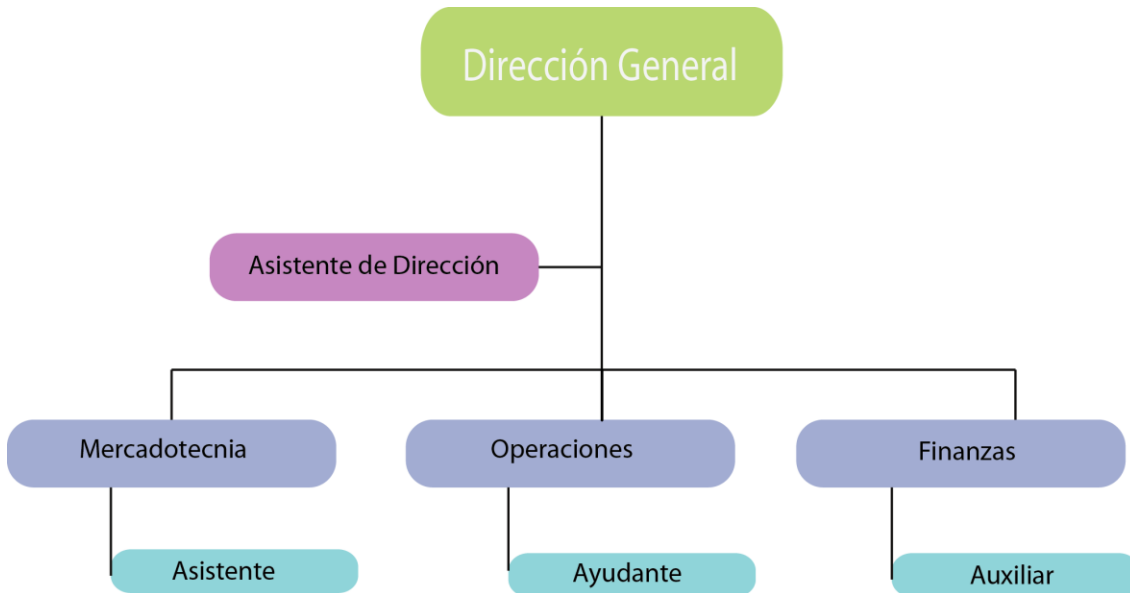 Dirección General
Asistente de Dirección
Mercadotecnia
Operaciones
Finanzas
Asistente
Ayudante
Auxiliar